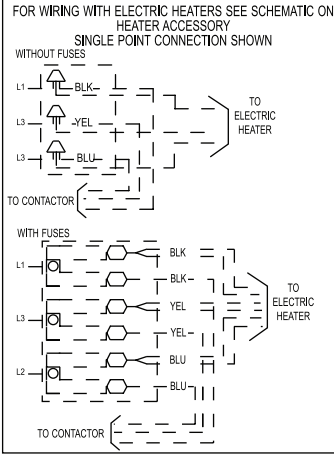 FOR WIRING WITH ELECTRIC HEATERS SEE SCHEMATIC ON
HEATER ACCESSORY
SINGLE POINT CONNECTION SHOWN
WITHOUT FUSES
L1
BLK
L3
YEL
L3
BLU
TO
ELECTRIC
HEATER
TO CONTACTOR
WITH FUSES
L1
BLK
BLK
L3
YEL
YEL
L2
BLU
BLU
TO
ELECTRIC
HEATER
TO CONTACTOR